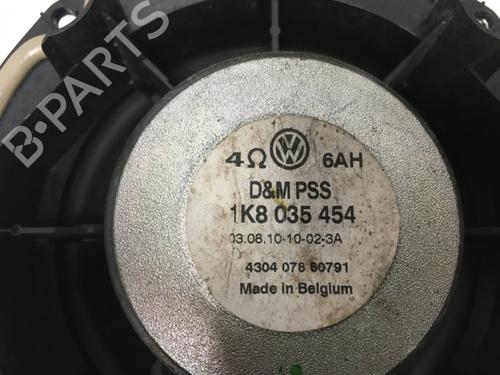 B-PARTS
4Ω 6AH
D&M PSS
1K8 035 454
03.08.10-10-02-3A
4304 078 60791
Made in Belgium